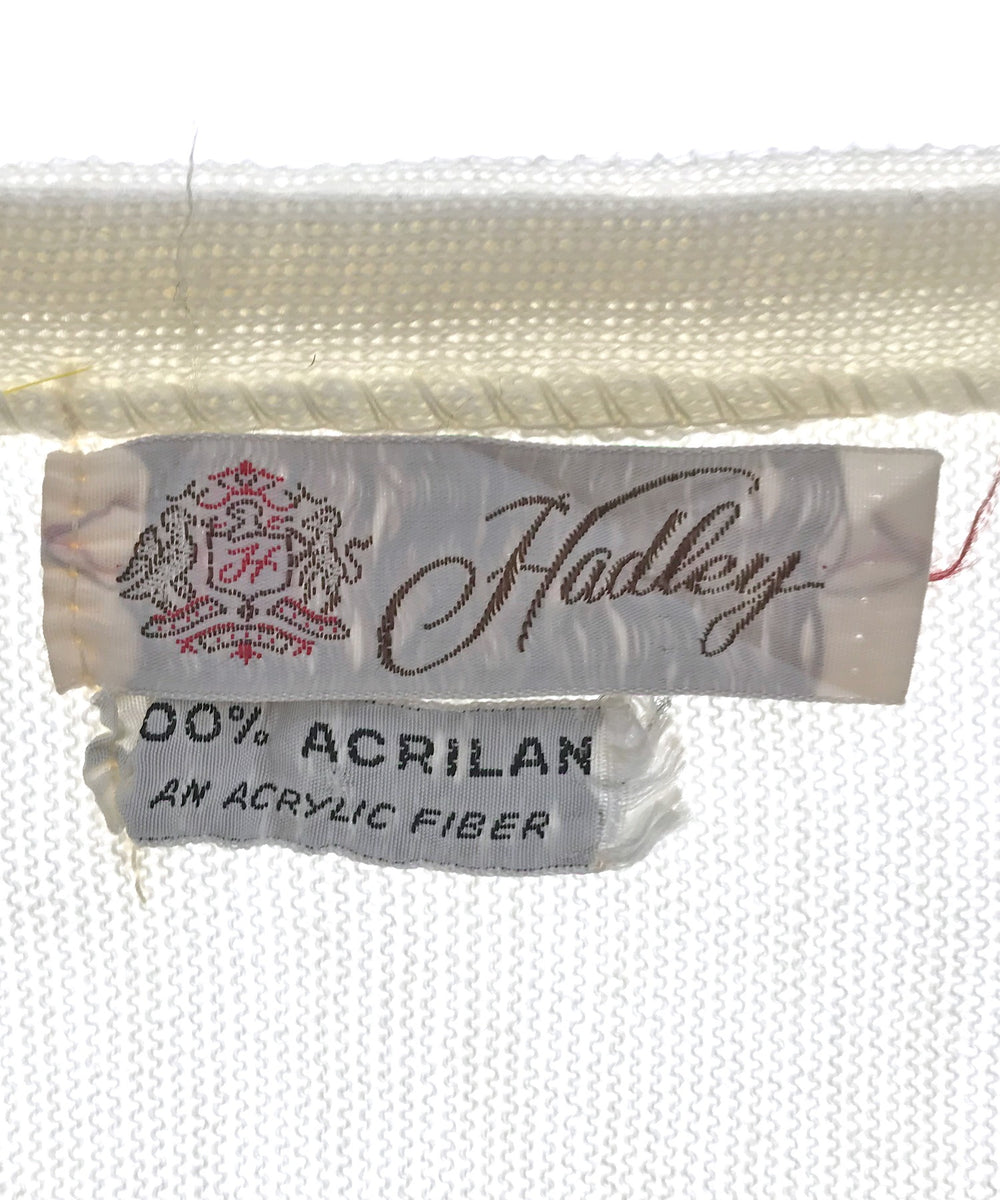 H
Hadley
00% ACRILAN
AN ACRYLIC FIBER